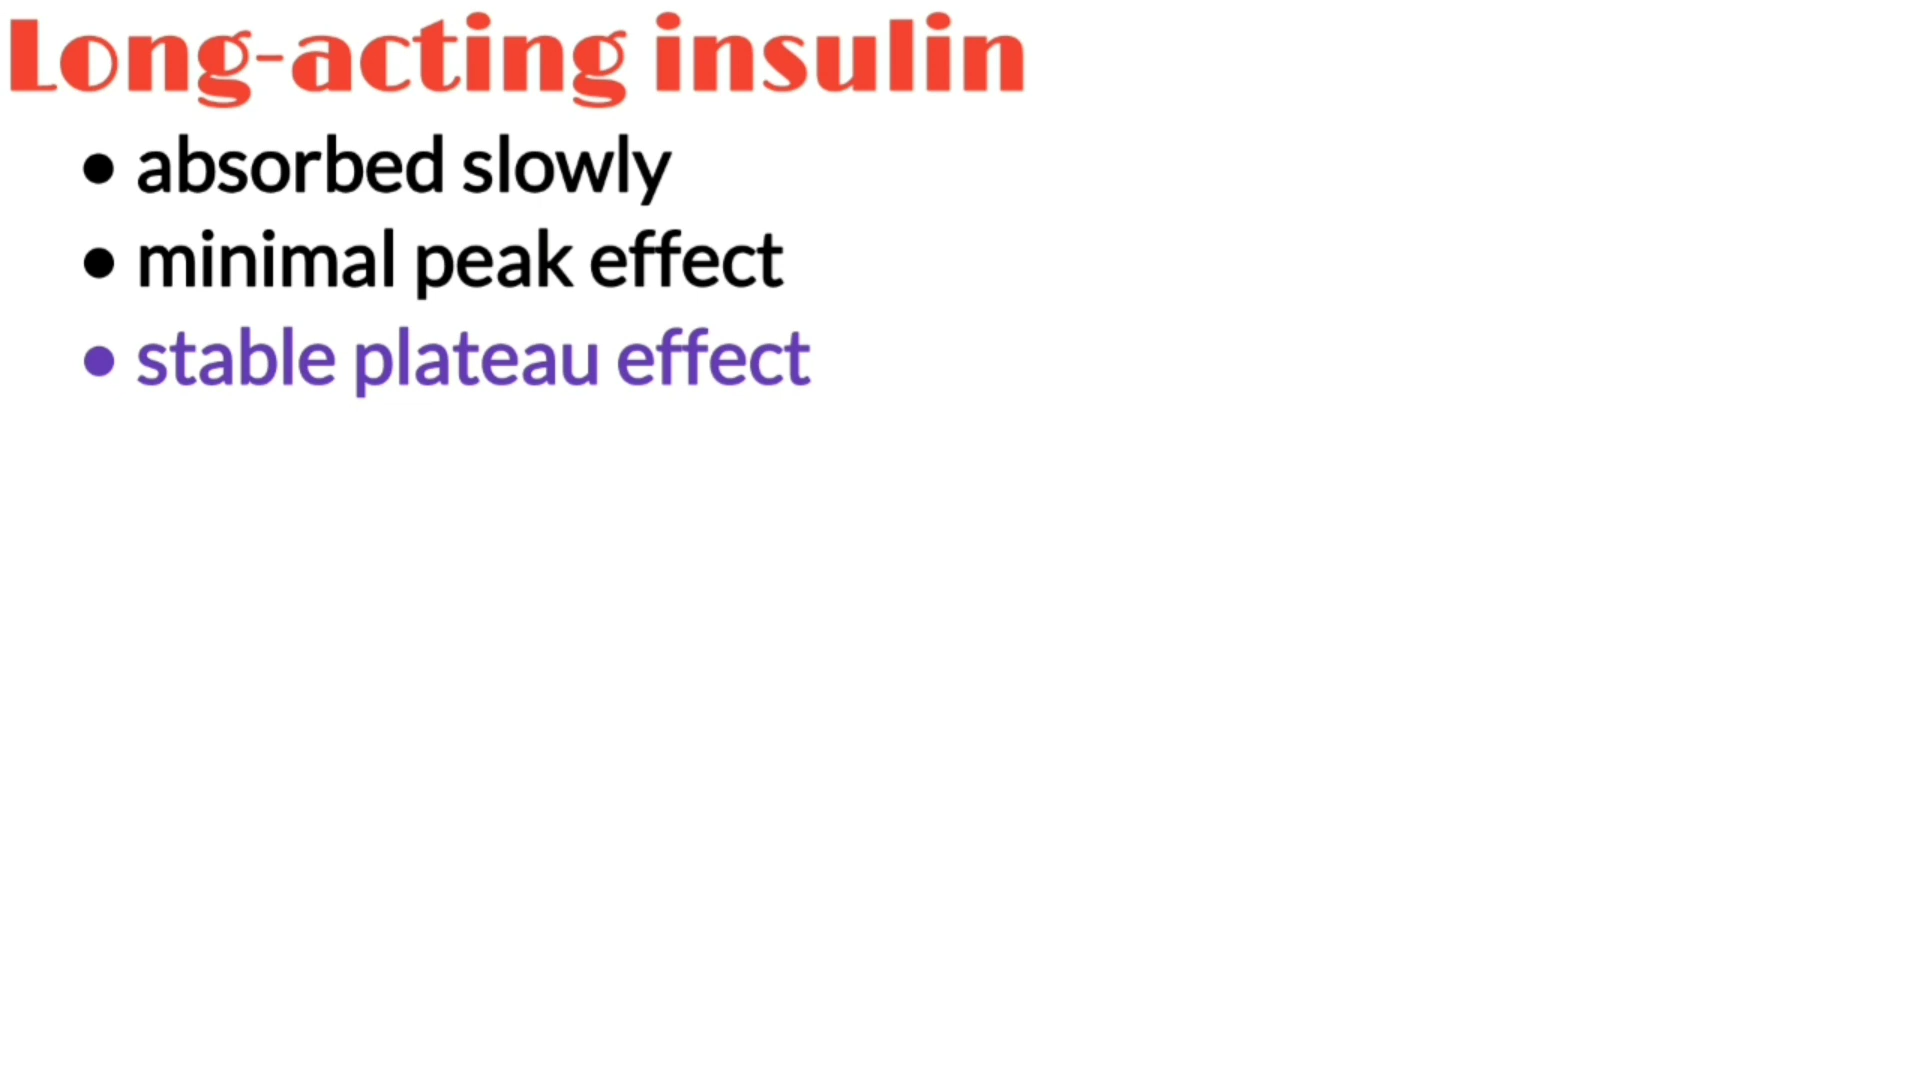 Long-acting insulin
• absorbed slowly
• minimal peak effect
• stable plateau effect